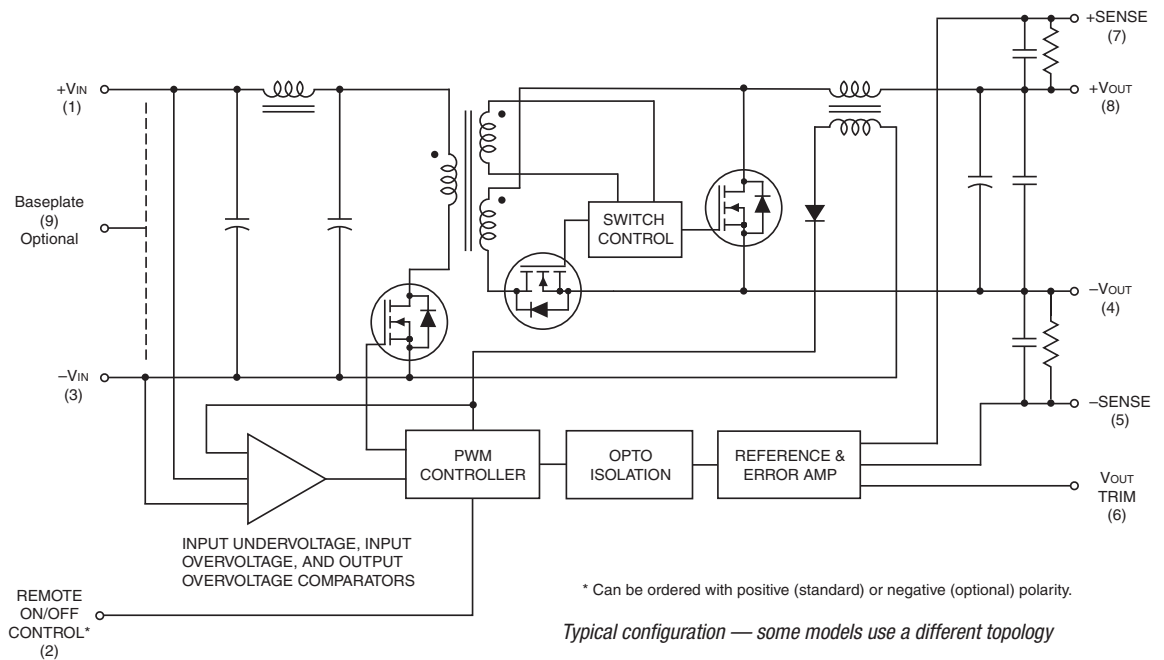 +SENSE
(7)
+VIN
(1)
+VOUT
(8)
Baseplate
(9)
Optional
SWITCH
CONTROL
–VOUT
(4)
–VIN
(3)
–SENSE
(5)
PWM
CONTROLLER
OPTO
ISOLATION
REFERENCE &
ERROR AMP
VOUT
TRIM
(6)
INPUT UNDERVOLTAGE, INPUT
OVERVOLTAGE, AND OUTPUT
OVERVOLTAGE COMPARATORS
REMOTE
ON/OFF
CONTROL*
(2)
* Can be ordered with positive (standard) or negative (optional) polarity.
Typical configuration — some models use a different topology